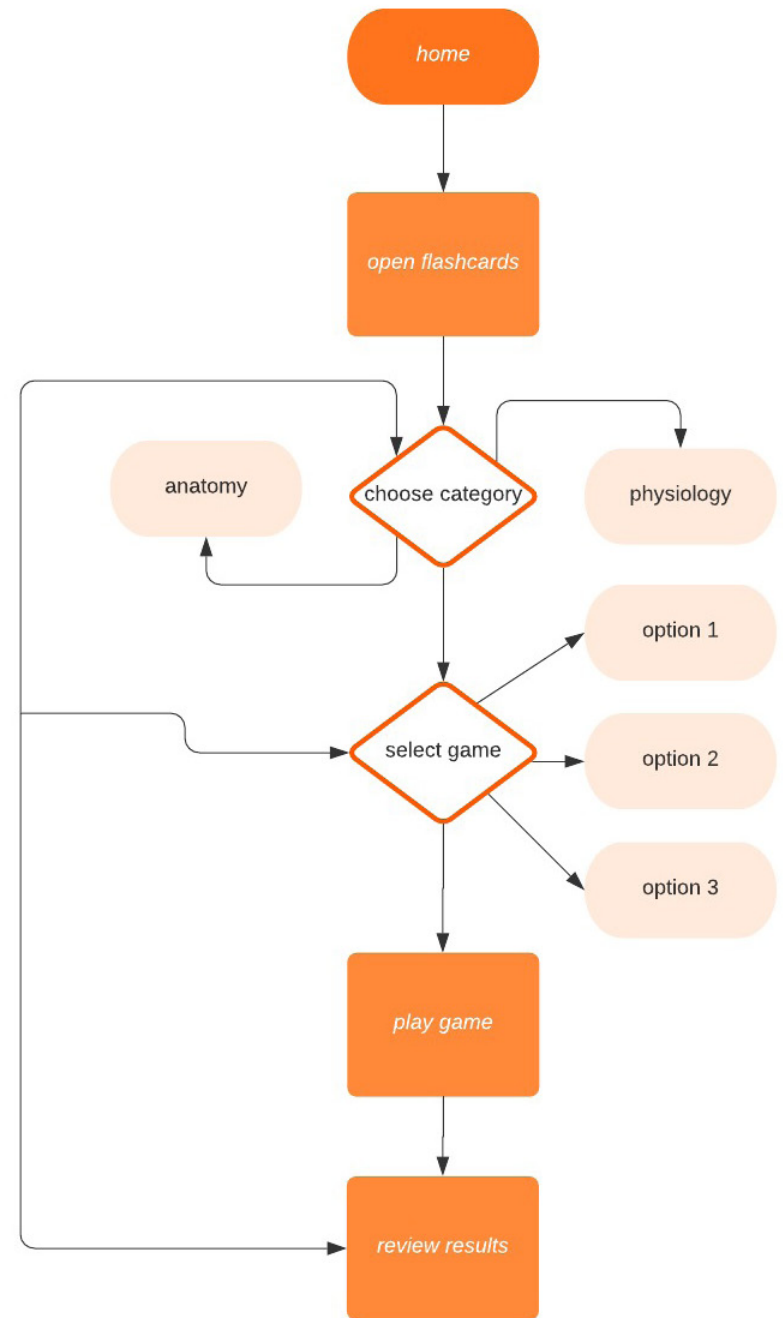 home
open flashcards
anatomy
choose category
physiology
option 1
select game
option 2
option 3
play game
review results